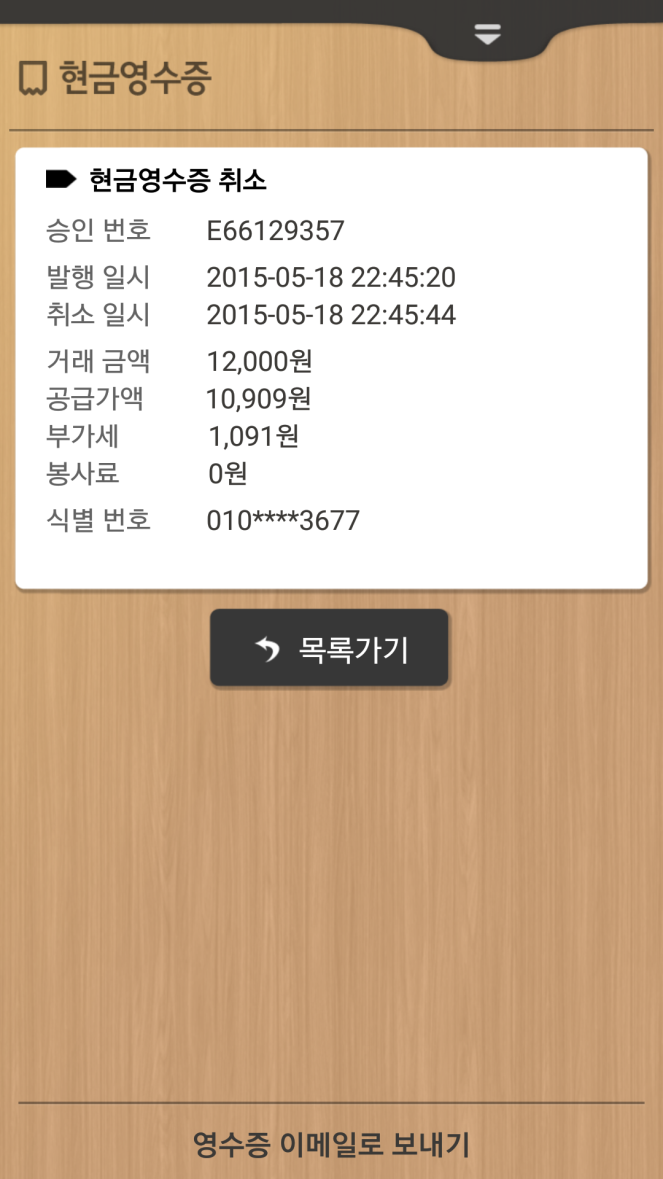 현금영수증
현금영수증 취소
승인 번호 E66129357
발행 일시 2015-05-18 22:45:20
취소 일시 2015-05-18 22:45:44
거래 금액 12,000원
공급가액 10,909원
부가세 1,091원
봉사료 0원
식별 번호 010****3677
목록가기
영수증 이메일로 보내기